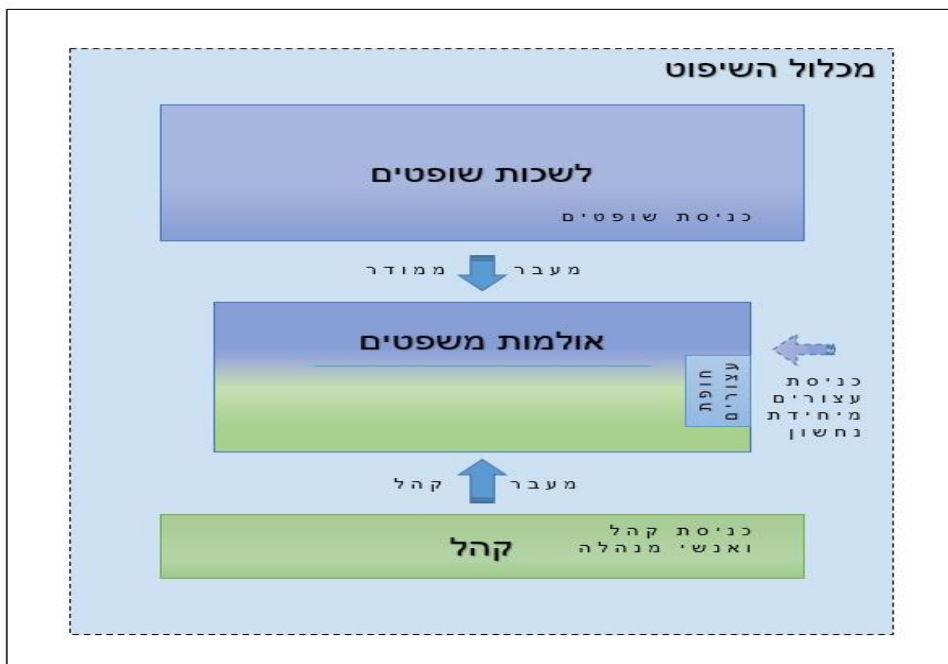 מכלול השיפוט
לשכות שופטים
כניסת שופטים
מעבר ממודר
אולמות משפטים
חופת
עצורים
כניסת
עצורים
מיחידת
נחשון
מעבר קהל
כניסת קהל
ואנשי מנהלה
קהל